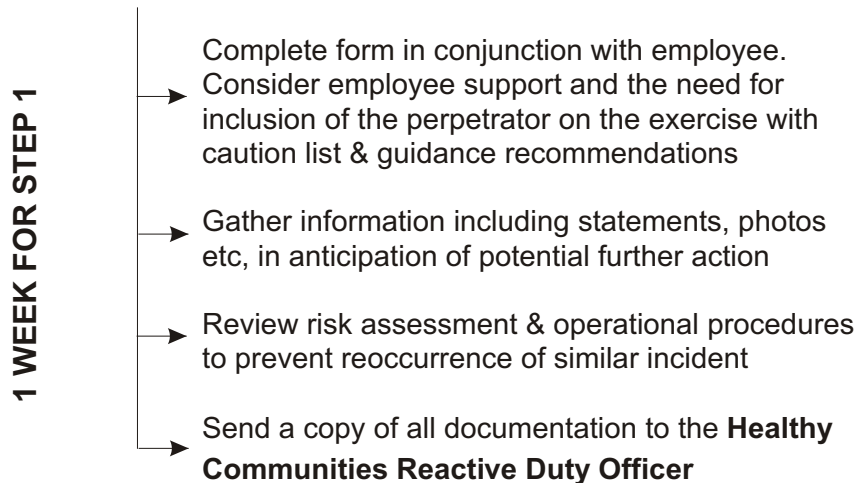 1 WEEK FOR STEP 1
Complete form in conjunction with employee.
Consider employee support and the need for
inclusion of the perpetrator on the exercise with
caution list & guidance recommendations
Gather information including statements, photos
etc, in anticipation of potential further action
Review risk assessment & operational procedures
to prevent reoccurrence of similar incident
Send a copy of all documentation to the Healthy
Communities Reactive Duty Officer